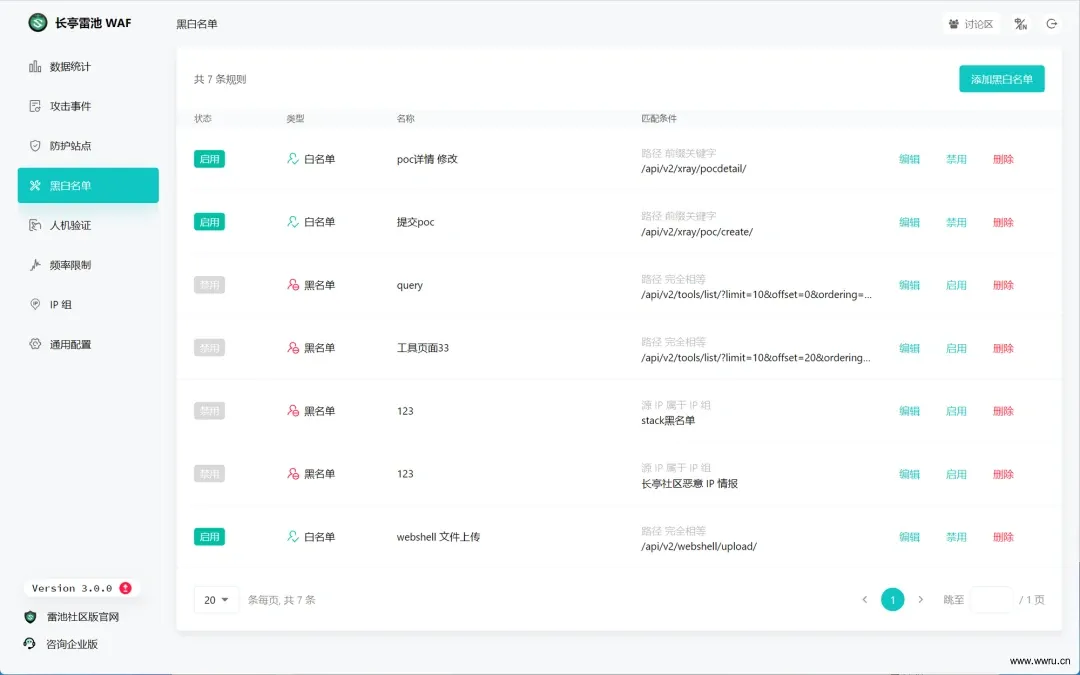 长亭雷池 WAF
黑白名单
讨论区
数据统计
攻击事件
防护站点
黑白名单
人机验证
频率限制
IP 组
通用配置
Version 3.0.0
雷池社区版官网
咨询企业版
共 7 条规则
添加黑白名单
状态 类型 名称 匹配条件
启用 白名单 poc详情 修改 路径 前缀关键字 编辑 禁用 删除
/api/v2/xray/pocdetail/
启用 白名单 提交poc 路径 前缀关键字 编辑 禁用 删除
/api/v2/xray/poc/create/
禁用 黑名单 query 路径 完全相等 编辑 启用 删除
/api/v2/tools/list/?limit=10&offset=0&ordering=...
禁用 黑名单 工具页面33 路径 完全相等 编辑 启用 删除
/api/v2/tools/list/?limit=10&offset=20&ordering...
禁用 黑名单 123 源 IP 属于 IP 组 编辑 启用 删除
stack黑名单
禁用 黑名单 123 源 IP 属于 IP 组 编辑 启用 删除
长亭社区恶意 IP 情报
启用 白名单 webshell 文件上传 路径 完全相等 编辑 禁用 删除
/api/v2/webshell/upload/
20 条每页, 共 7 条 1 跳至 / 1 页
www.wwru.cn